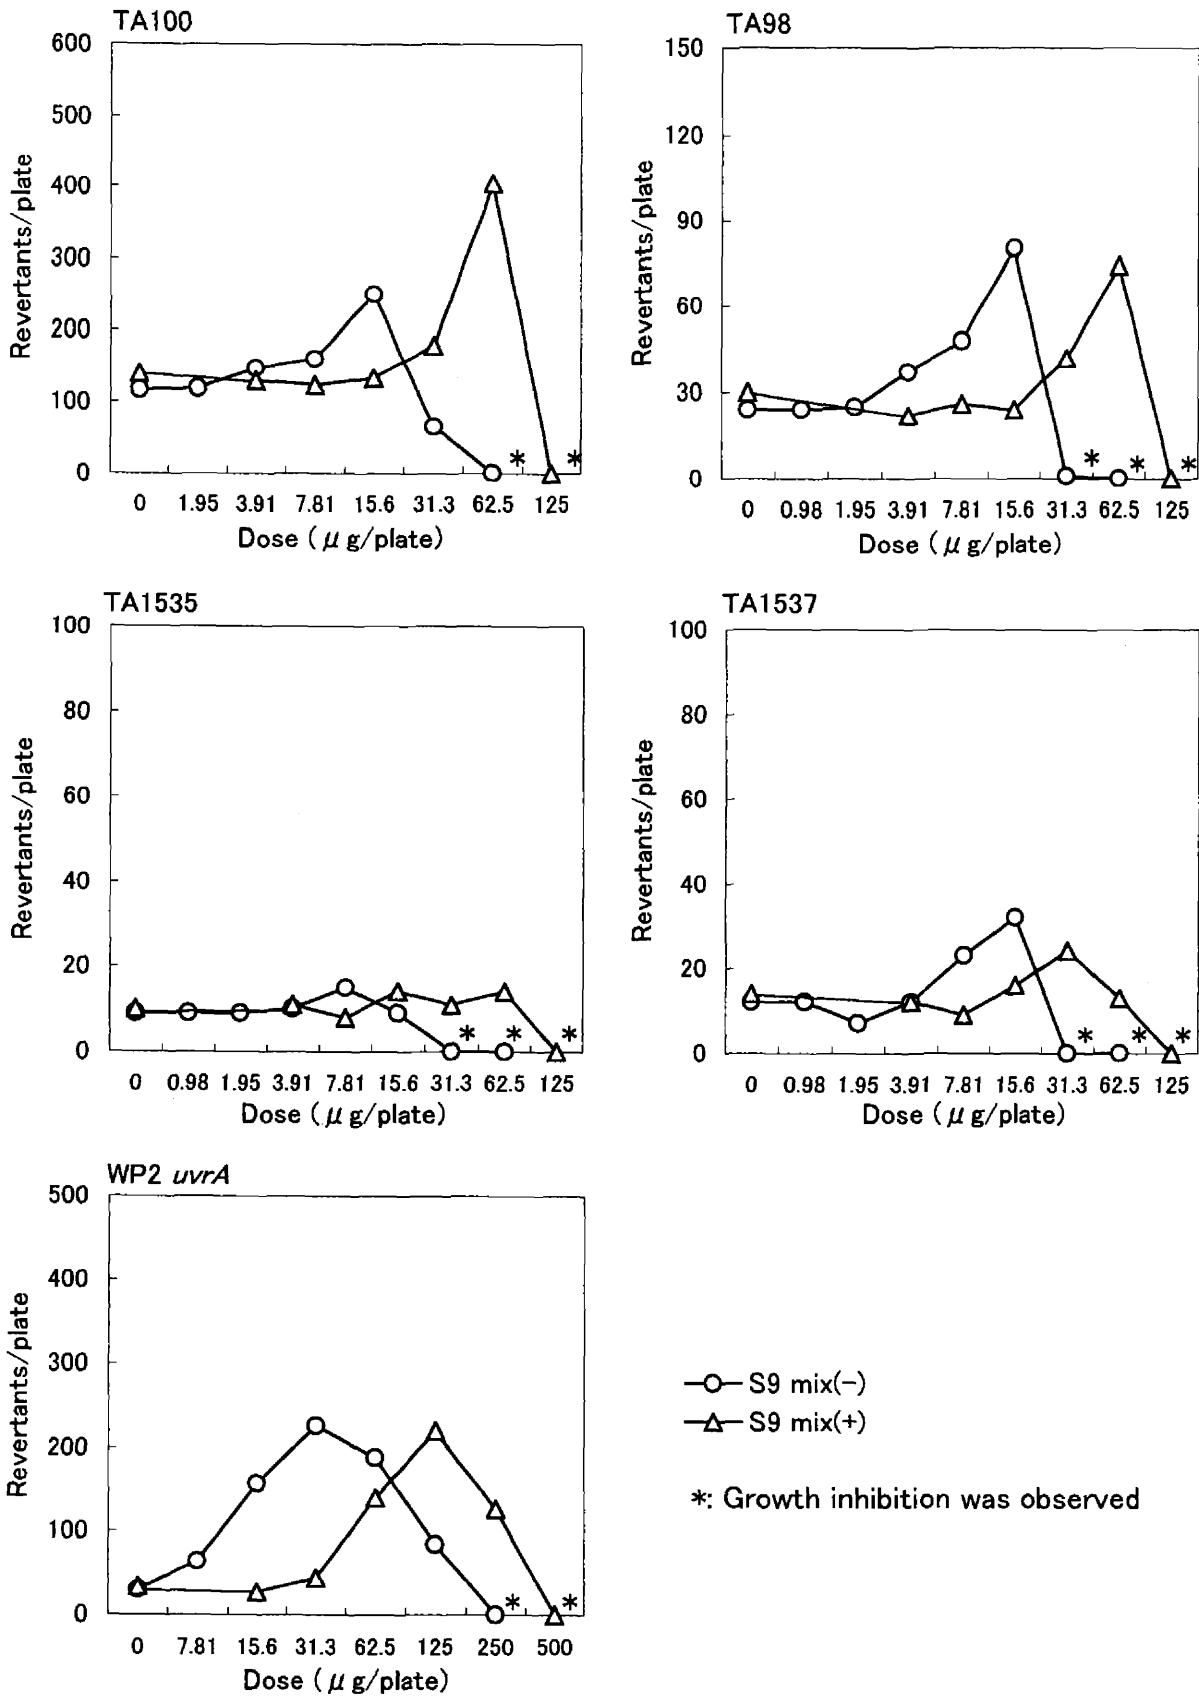 TA100
600
500
400
300
200
100
0
Revertants/plate
* *
0 1.95 3.91 7.81 15.6 31.3 62.5 125
Dose ( μ g/plate)
TA98
150
120
90
60
30
0
Revertants/plate
* * *
0 0.98 1.95 3.91 7.81 15.6 31.3 62.5 125
Dose ( μ g/plate)
TA1535
100
80
60
40
20
0
Revertants/plate
* * *
0 0.98 1.95 3.91 7.81 15.6 31.3 62.5 125
Dose ( μ g/plate)
TA1537
100
80
60
40
20
0
Revertants/plate
* * *
0 0.98 1.95 3.91 7.81 15.6 31.3 62.5 125
Dose ( μ g/plate)
WP2 uvrA
500
400
300
200
100
0
Revertants/plate
* *
0 7.81 15.6 31.3 62.5 125 250 500
Dose ( μ g/plate)
S9 mix(-)
S9 mix(+)
*: Growth inhibition was observed